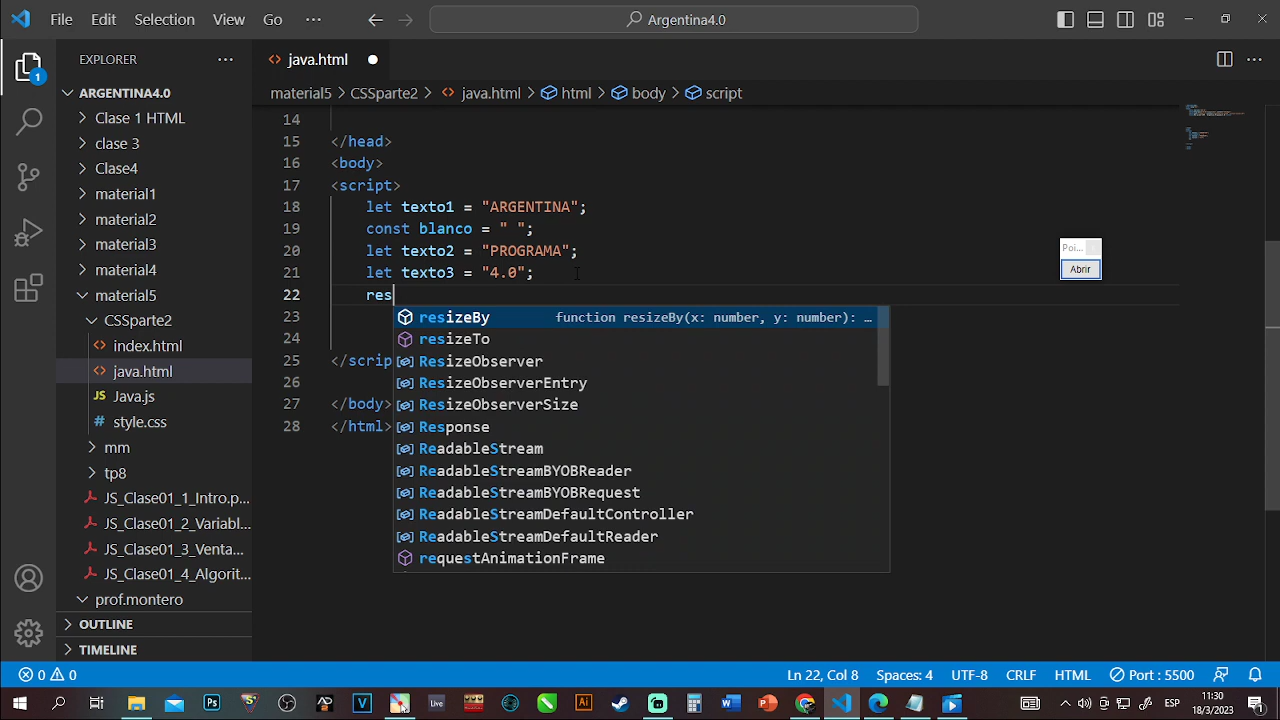 File Edit Selection View Go ··· Argentina4.0
EXPLORER ···
java.html
1
ARGENTINA4.0
Clase 1 HTML
clase 3
Clase4
material1
material2
material3
material4
material5
CSSparte2
index.html
java.html
JS Java.js
# style.css
mm
tp8
JS_Clase01_1_Intro.p...
JS_Clase01_2_Variabl...
JS_Clase01_3_Venta...
JS_Clase01_4_Algorit...
prof.montero
OUTLINE
TIMELINE
material5 > CSSparte2 > java.html > html > body > script
14
15 </head>
16 <body>
17 <script>
18 let texto1 = "ARGENTINA";
19 const blanco = " ";
20 let texto2 = "PROGRAMA";
21 let texto3 = "4.0";
22 res
23
24
25 </scrip
26
27 </body>
28 </html>
resizeBy function resizeBy(x: number, y: number): …
resizeTo
ResizeObserver
ResizeObserverEntry
ResizeObserverSize
Response
ReadableStream
ReadableStreamBYOBReader
ReadableStreamBYOBRequest
ReadableStreamDefaultController
ReadableStreamDefaultReader
requestAnimationFrame
Poi...
Abrir
0 0 Ln 22, Col 8 Spaces: 4 UTF-8 CRLF HTML Port : 5500
Ps Live Ai W P ESP 11:30
18/3/2023